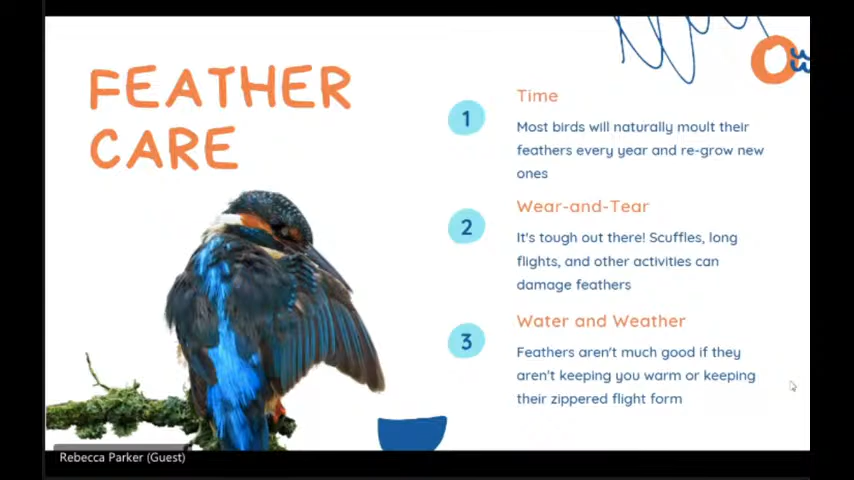 FEATHER
CARE
1
Time
Most birds will naturally moult their
feathers every year and re-grow new
ones
2
Wear-and-Tear
It's tough out there! Scuffles, long
flights, and other activities can
damage feathers
3
Water and Weather
Feathers aren't much good if they
aren't keeping you warm or keeping
their zippered flight form
Rebecca Parker (Guest)